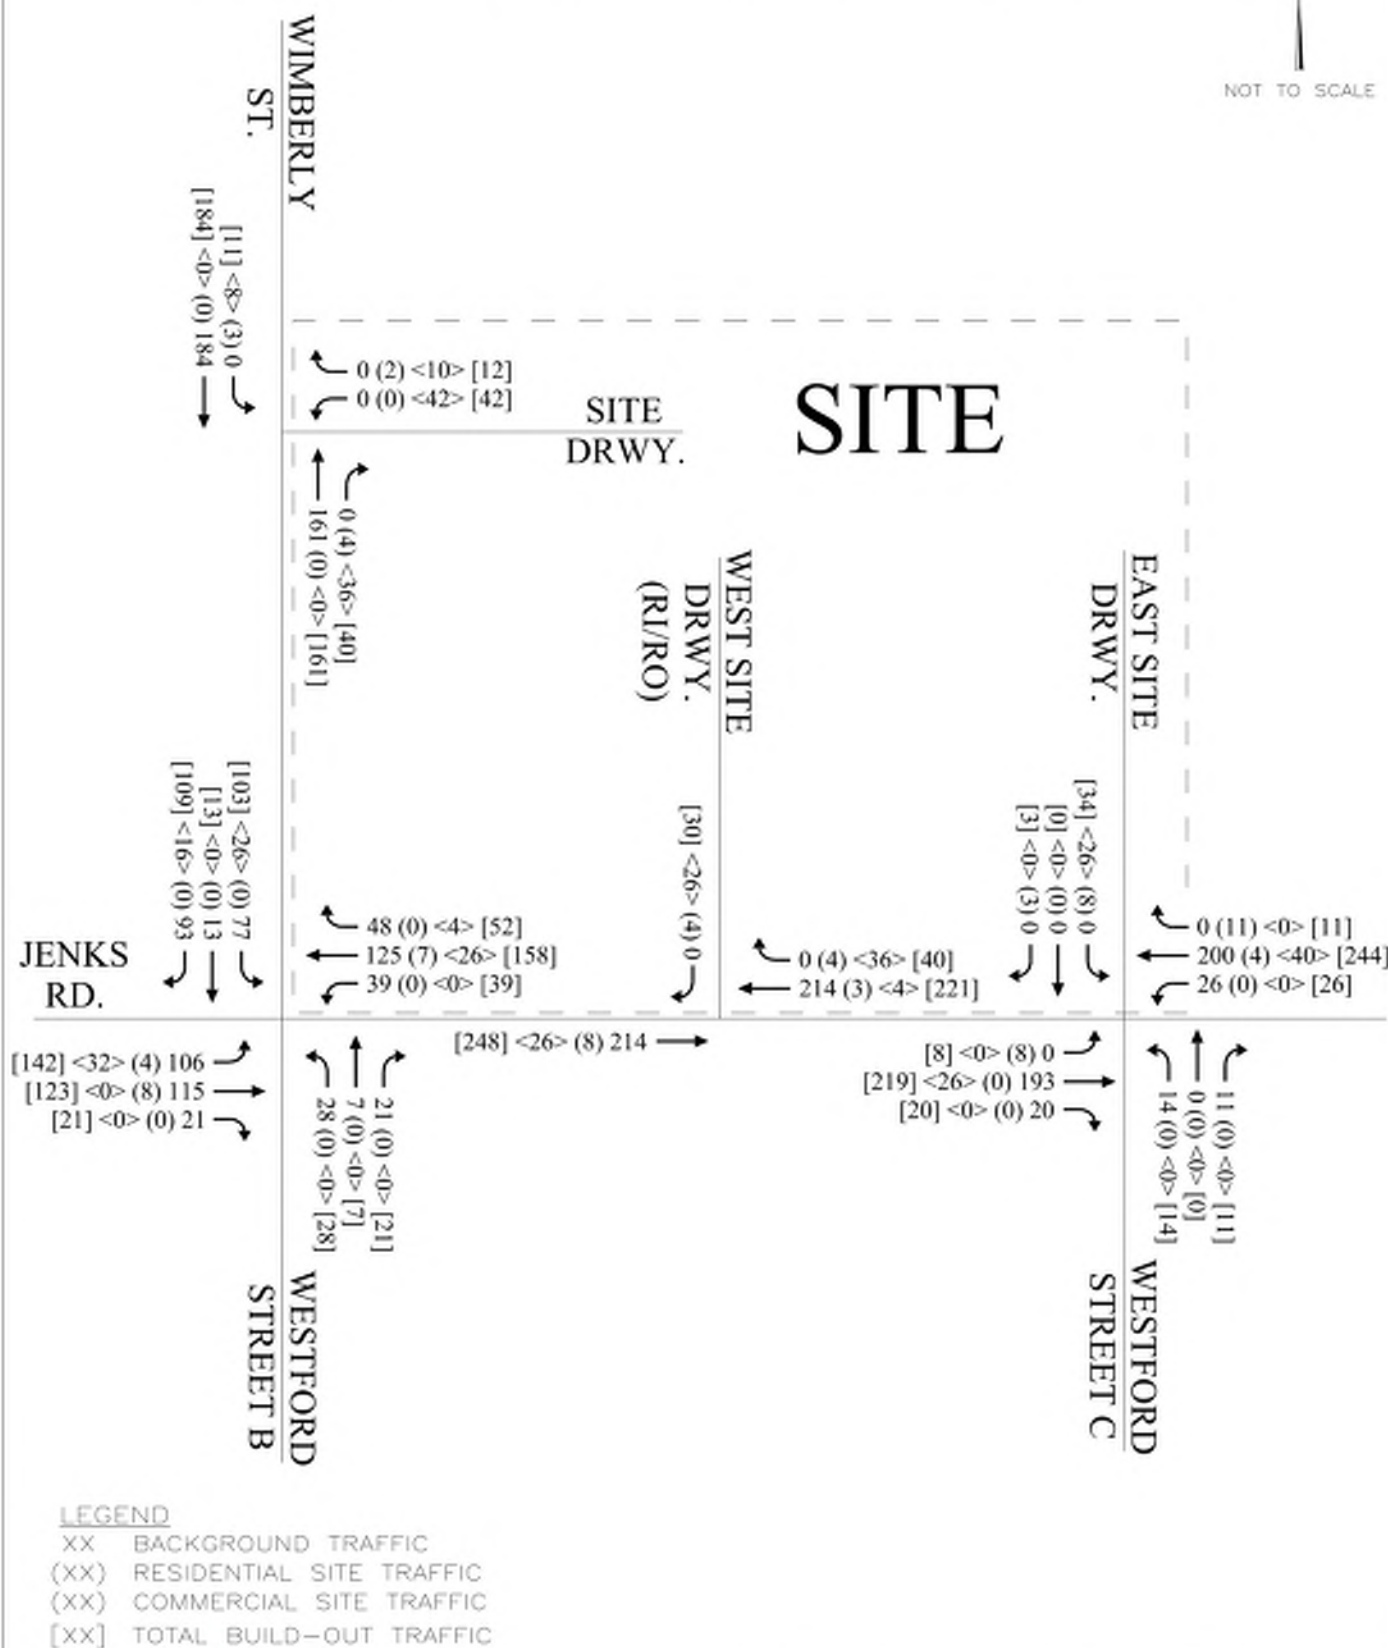 WIMBERLY
ST.
NOT TO SCALE
[184] <0> (0) 184
[11] <8> (3) 0
0 (2) <10> [12]
0 (0) <42> [42]
SITE
DRWY.
SITE
161 (0) <0> [161]
0 (4) <36> [40]
WEST SITE
DRWY.
(RI/RO)
EAST SITE
DRWY.
[109] <16> (0) 93
[13] <0> (0) 13
[103] <26> (0) 77
[30] <26> (4) 0
[3] <0> (3) 0
[0] <0> (0) 0
[34] <26> (8) 0
JENKS
RD.
48 (0) <4> [52]
125 (7) <26> [158]
39 (0) <0> [39]
0 (4) <36> [40]
214 (3) <4> [221]
0 (11) <0> [11]
200 (4) <40> [244]
26 (0) <0> [26]
[142] <32> (4) 106
[123] <0> (8) 115
[21] <0> (0) 21
[248] <26> (8) 214
[8] <0> (8) 0
[219] <26> (0) 193
[20] <0> (0) 20
28 (0) <0> [28]
7 (0) <0> [7]
21 (0) <0> [21]
14 (0) <0> [14]
0 (0) <0> [0]
11 (0) <0> [11]
WESTFORD
STREET B
WESTFORD
STREET C
LEGEND
XX BACKGROUND TRAFFIC
(XX) RESIDENTIAL SITE TRAFFIC
(XX) COMMERCIAL SITE TRAFFIC
[XX] TOTAL BUILD-OUT TRAFFIC